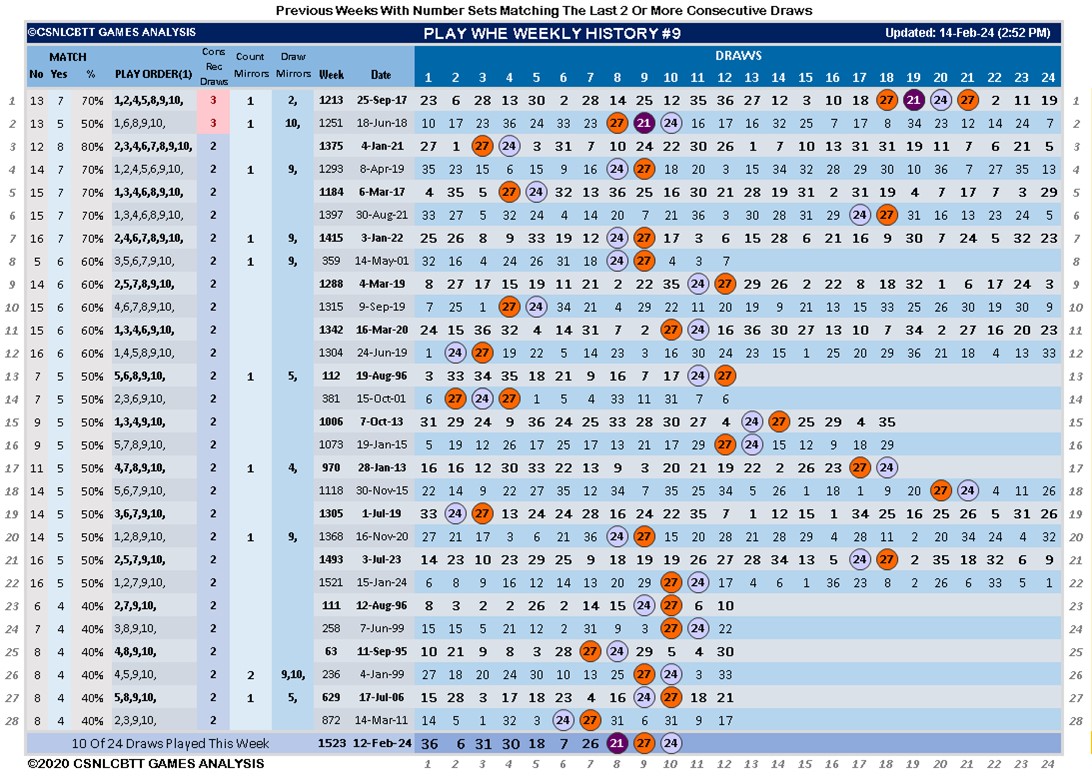 Previous Weeks With Number Sets Matching The Last 2 Or More Consecutive Draws
©CSNLCBTT GAMES ANALYSIS PLAY WHE WEEKLY HISTORY #9 Updated: 14-Feb-24 (2:52 PM)
MATCH Cons Count Draw DRAWS
No Yes % PLAY ORDER(1) Rec Draws Mirrors Mirrors Week Date 1 2 3 4 5 6 7 8 9 10 11 12 13 14 15 16 17 18 19 20 21 22 23 24
1 13 7 70% 1,2,4,5,8,9,10, 3 1 2, 1213 25-Sep-17 23 6 28 13 30 2 28 14 25 12 35 36 27 12 3 10 18 27 21 24 27 2 11 19 1
2 13 5 50% 1,6,8,9,10, 3 1 10, 1251 18-Jun-18 10 17 23 36 24 33 23 27 21 24 16 17 16 32 25 7 17 8 34 23 12 14 24 7 2
3 12 8 80% 2,3,4,6,7,8,9,10, 2 1375 4-Jan-21 27 1 27 24 3 31 7 10 24 22 30 26 1 7 10 13 31 31 19 11 7 6 21 5 3
4 14 7 70% 1,2,4,5,6,9,10, 2 1 9, 1293 8-Apr-19 35 23 15 6 15 9 16 24 27 18 20 3 15 34 32 28 29 30 10 36 7 27 35 13 4
5 15 7 70% 1,3,4,6,8,9,10, 2 1184 6-Mar-17 4 35 5 27 24 32 13 36 25 16 30 21 28 19 31 2 31 19 4 7 17 7 3 29 5
6 15 7 70% 1,3,4,6,8,9,10, 2 1397 30-Aug-21 33 27 5 32 24 4 14 20 7 21 36 3 30 28 31 29 24 27 31 16 13 23 24 5 6
7 16 7 70% 2,4,6,7,8,9,10, 2 1 9, 1415 3-Jan-22 25 26 8 9 33 19 12 24 27 17 3 6 15 28 6 21 16 9 30 7 24 5 32 23 7
8 5 6 60% 3,5,6,7,9,10, 2 1 9, 359 14-May-01 32 16 4 24 26 31 18 24 27 4 3 7 8
9 14 6 60% 2,5,7,8,9,10, 2 1288 4-Mar-19 8 27 17 15 19 11 21 2 22 35 24 27 14 29 26 2 22 8 18 32 1 6 17 24 3 9
10 15 6 60% 4,6,7,8,9,10, 2 1315 9-Sep-19 7 25 1 27 24 34 21 4 29 22 11 20 19 9 21 13 15 33 25 26 30 19 30 9 10
11 15 6 60% 1,3,4,6,9,10, 2 1342 16-Mar-20 24 15 36 32 4 14 31 7 2 27 24 16 36 30 27 13 10 7 34 2 27 16 20 23 11
12 16 6 60% 1,4,5,8,9,10, 2 1304 24-Jun-19 1 24 27 19 22 5 14 23 3 16 30 24 23 15 1 25 20 29 36 21 18 4 13 33 12
13 7 5 50% 5,6,8,9,10, 2 1 5, 112 19-Aug-96 3 33 34 35 18 21 9 16 7 17 24 27 13
14 7 5 50% 2,3,6,9,10, 2 381 15-Oct-01 6 27 24 27 1 5 4 33 11 31 7 6 14
15 9 5 50% 1,3,4,9,10, 2 1006 7-Oct-13 31 29 24 9 36 24 25 33 28 30 27 4 24 27 25 29 4 35 15
16 9 5 50% 5,7,8,9,10, 2 1073 19-Jan-15 5 19 12 26 17 25 17 13 21 17 29 27 24 15 12 9 18 29 16
17 11 5 50% 4,7,8,9,10, 2 1 4, 970 28-Jan-13 16 16 12 30 33 22 13 9 3 20 21 19 22 2 26 23 27 24 17
18 14 5 50% 5,6,7,9,10, 2 1118 30-Nov-15 22 14 9 22 27 35 12 34 7 35 25 34 5 26 1 18 1 9 20 27 24 4 11 26 18
19 14 5 50% 3,6,7,9,10, 2 1305 1-Jul-19 33 24 27 13 24 24 28 16 24 22 35 7 1 12 15 1 34 25 16 25 26 5 31 26 19
20 14 5 50% 1,2,8,9,10, 2 1 9, 1368 16-Nov-20 27 21 17 3 6 21 36 24 27 15 20 28 21 28 29 4 28 11 2 20 34 24 4 32 20
21 16 5 50% 2,5,7,9,10, 2 1493 3-Jul-23 14 23 10 23 29 25 9 18 19 19 26 27 28 34 13 5 24 27 2 35 18 32 6 9 21
22 16 5 50% 1,2,7,9,10, 2 1521 15-Jan-24 6 8 9 16 12 13 20 29 27 24 17 4 22 6 1 36 23 8 2 22 26 6 33 5 1 22
23 6 4 40% 2,7,9,10, 2 111 12-Aug-96 8 3 2 2 26 2 14 15 24 27 6 10 23
24 7 4 40% 3,8,9,10, 2 258 7-Jun-99 15 15 5 21 12 2 31 9 3 27 24 22 24
25 8 4 40% 4,8,9,10, 2 63 11-Sep-95 10 21 9 8 3 28 27 24 29 5 4 30 25
26 8 4 40% 4,5,9,10, 2 2 9,10, 236 4-Jan-99 27 18 20 24 30 10 13 25 27 24 3 33 26
27 8 4 40% 5,8,9,10, 2 1 5, 629 17-Jul-06 15 28 3 17 18 23 4 16 24 27 18 21 27
28 8 4 40% 2,3,9,10, 2 872 14-Mar-11 14 5 1 32 3 24 27 31 6 31 9 17 28
10 Of 24 Draws Played This Week 1523 12-Feb-24 36 6 31 30 18 7 26 21 27 24
©2020 CSNLCBTT GAMES ANALYSIS 1 2 3 4 5 6 7 8 9 10 11 12 13 14 15 16 17 18 19 20 21 22 23 24